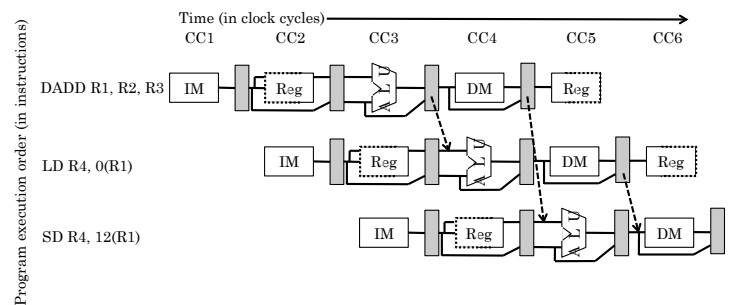 Time (in clock cycles)
CC1 CC2 CC3 CC4 CC5 CC6
Program execution order (in instructions)
DADD R1, R2, R3 IM Reg ALU DM Reg
LD R4, 0(R1) IM Reg ALU DM Reg
SD R4, 12(R1) IM Reg ALU DM